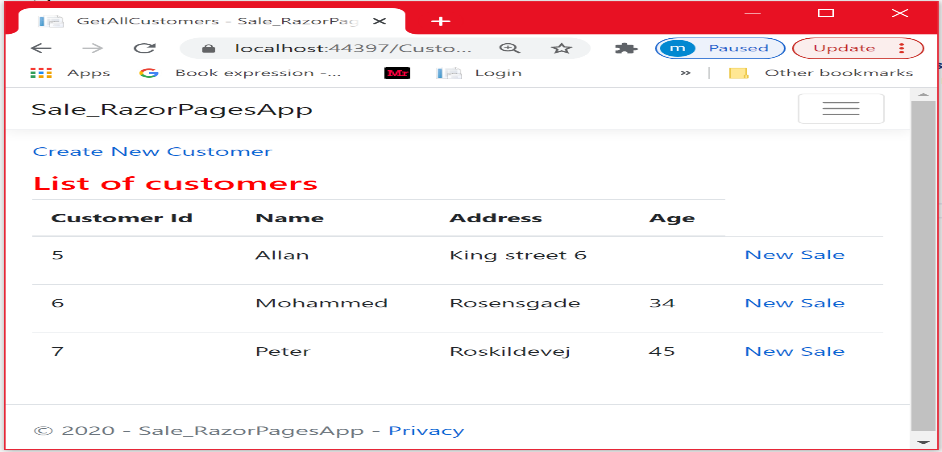 GetAllCustomers - Sale_RazorPag
localhost:44397/Custo... m Paused Update
Apps G Book expression -... Mr Login » Other bookmarks
Sale_RazorPagesApp
Create New Customer
List of customers
Customer Id Name Address Age
5 Allan King street 6 New Sale
6 Mohammed Rosensgade 34 New Sale
7 Peter Roskildevej 45 New Sale
© 2020 - Sale_RazorPagesApp - Privacy